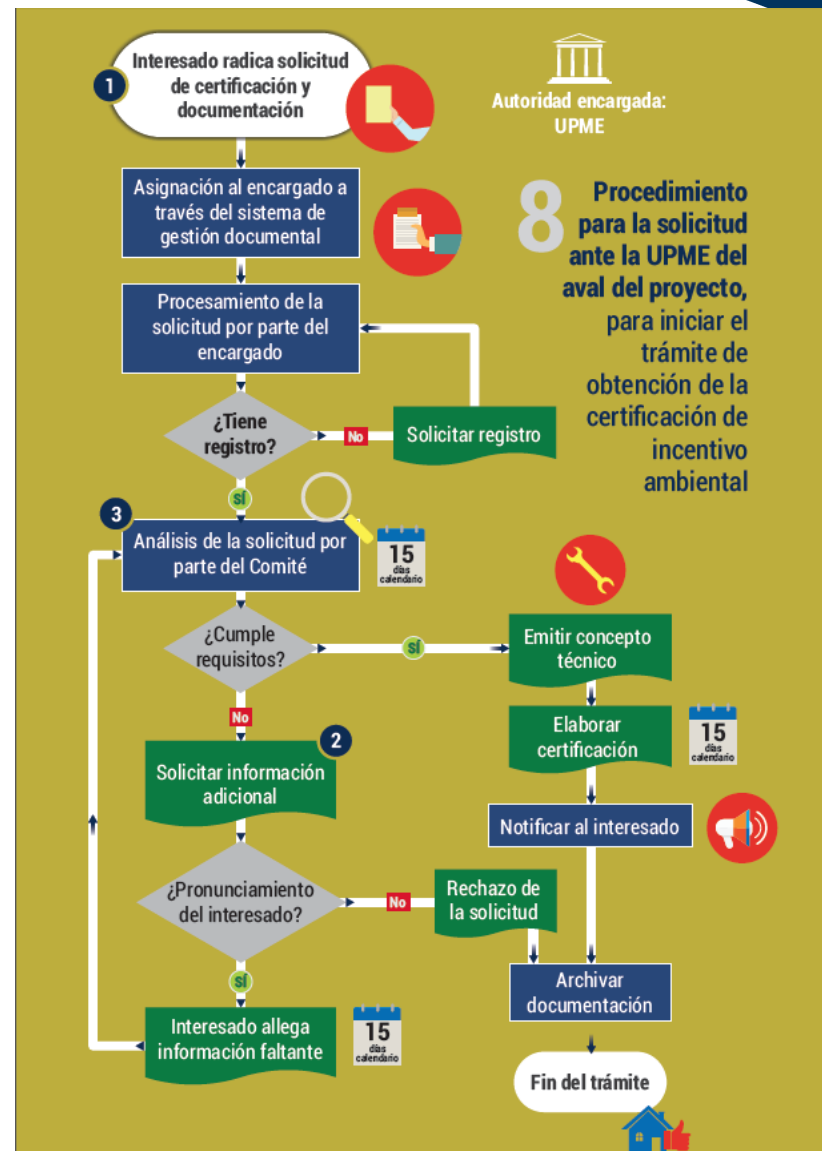 1
Interesado radica solicitud
de certificación y
documentación
Autoridad encargada:
UPME
8
Procedimiento
para la solicitud
ante la UPME del
aval del proyecto,
para iniciar el
trámite de
obtención de la
certificación de
incentivo
ambiental
Asignación al encargado a
través del sistema de
gestión documental
Procesamiento de la
solicitud por parte del
encargado
¿Tiene
registro?
No
Solicitar registro
SÍ
3
Análisis de la solicitud por
parte del Comité
15
días
calendario
¿Cumple
requisitos?
SÍ
Emitir concepto
técnico
Elaborar
certificación
15
días
calendario
Notificar al interesado
No
2
Solicitar información
adicional
¿Pronunciamiento
del interesado?
No
Rechazo de
la solicitud
SÍ
Interesado allega
información faltante
15
días
calendario
Archivar
documentación
Fin del trámite